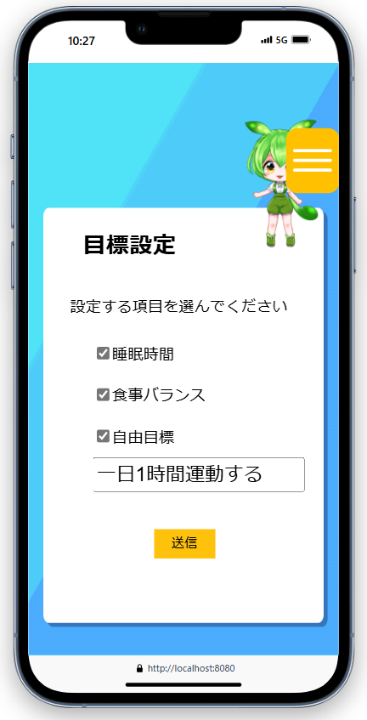 10:27
5G
目標設定
設定する項目を選んでください
睡眠時間
食事バランス
自由目標
一日1時間運動する
送信
http://localhost:8080